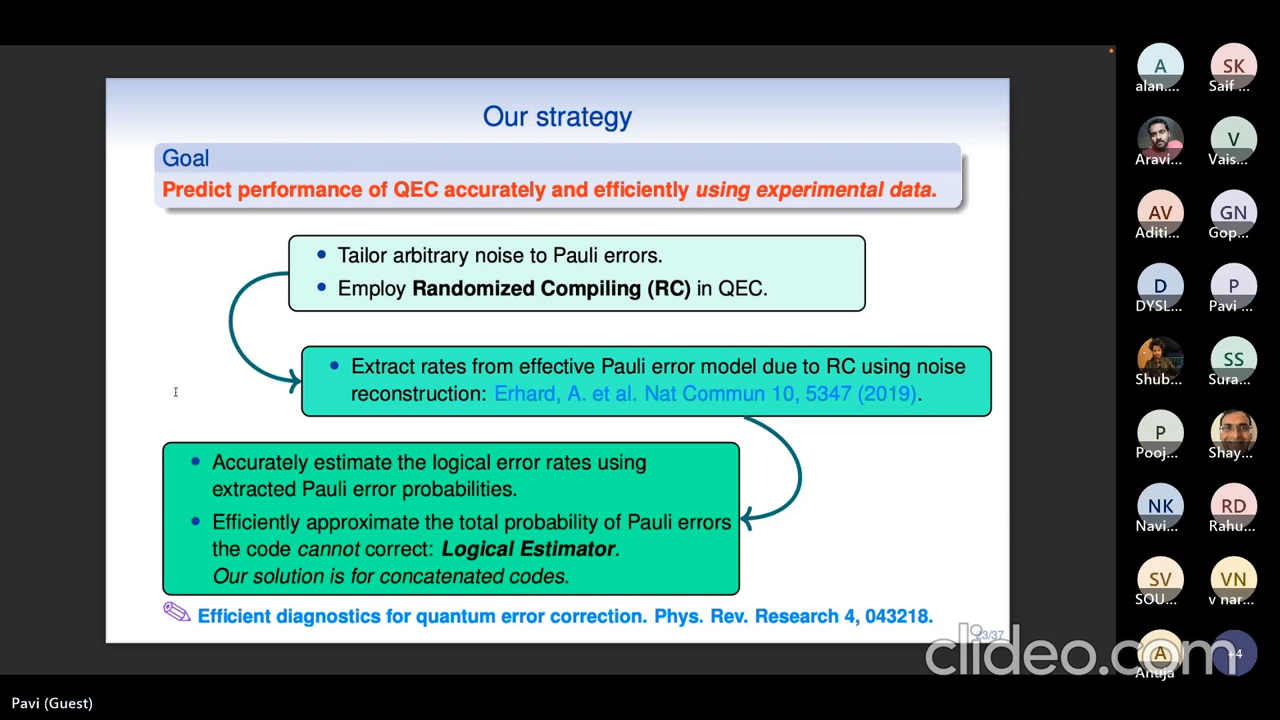 Our strategy
Goal
Predict performance of QEC accurately and efficiently using experimental data.
• Tailor arbitrary noise to Pauli errors.
• Employ Randomized Compiling (RC) in QEC.
• Extract rates from effective Pauli error model due to RC using noise
reconstruction: Erhard, A. et al. Nat Commun 10, 5347 (2019).
• Accurately estimate the logical error rates using
extracted Pauli error probabilities.
• Efficiently approximate the total probability of Pauli errors
the code cannot correct: Logical Estimator.
Our solution is for concatenated codes.
Efficient diagnostics for quantum error correction. Phys. Rev. Research 4, 043218.
23/37
clideo.com
A
alan....
SK
Saif ...
Aravi...
V
Vais...
AV
Aditi...
GN
Gop...
D
DYSL...
P
Pavi ...
Shub...
SS
Sura...
P
Pooj...
Shay...
NK
Navi...
RD
Rahu...
SV
SOU...
VN
v nar...
A
Anuja
+4
Pavi (Guest)